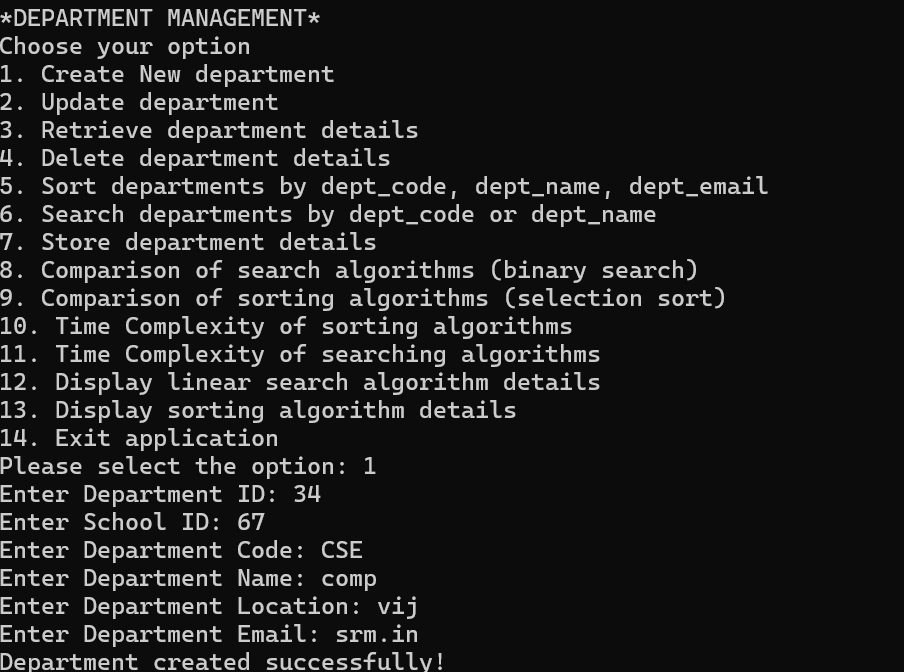 *DEPARTMENT MANAGEMENT*
Choose your option
1. Create New department
2. Update department
3. Retrieve department details
4. Delete department details
5. Sort departments by dept_code, dept_name, dept_email
6. Search departments by dept_code or dept_name
7. Store department details
8. Comparison of search algorithms (binary search)
9. Comparison of sorting algorithms (selection sort)
10. Time Complexity of sorting algorithms
11. Time Complexity of searching algorithms
12. Display linear search algorithm details
13. Display sorting algorithm details
14. Exit application
Please select the option: 1
Enter Department ID: 34
Enter School ID: 67
Enter Department Code: CSE
Enter Department Name: comp
Enter Department Location: vij
Enter Department Email: srm.in
Department created successfully!